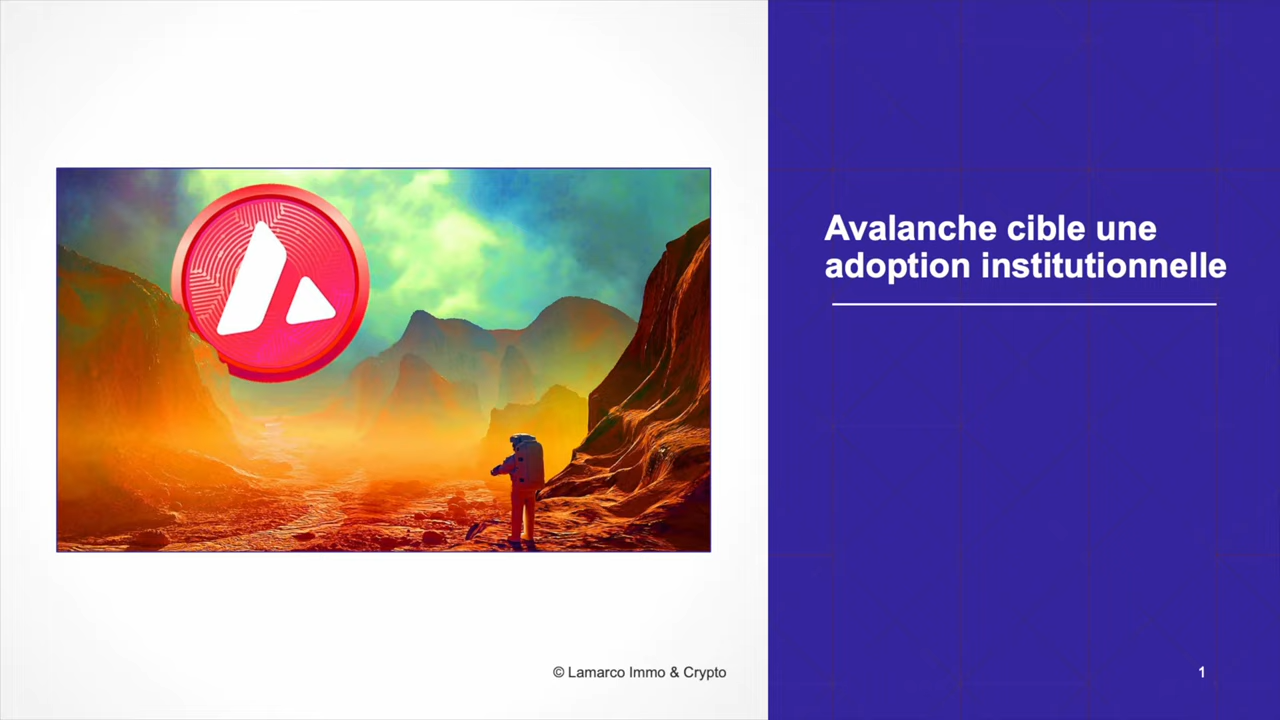 Avalanche cible une
adoption institutionnelle
© Lamarco Immo & Crypto
1